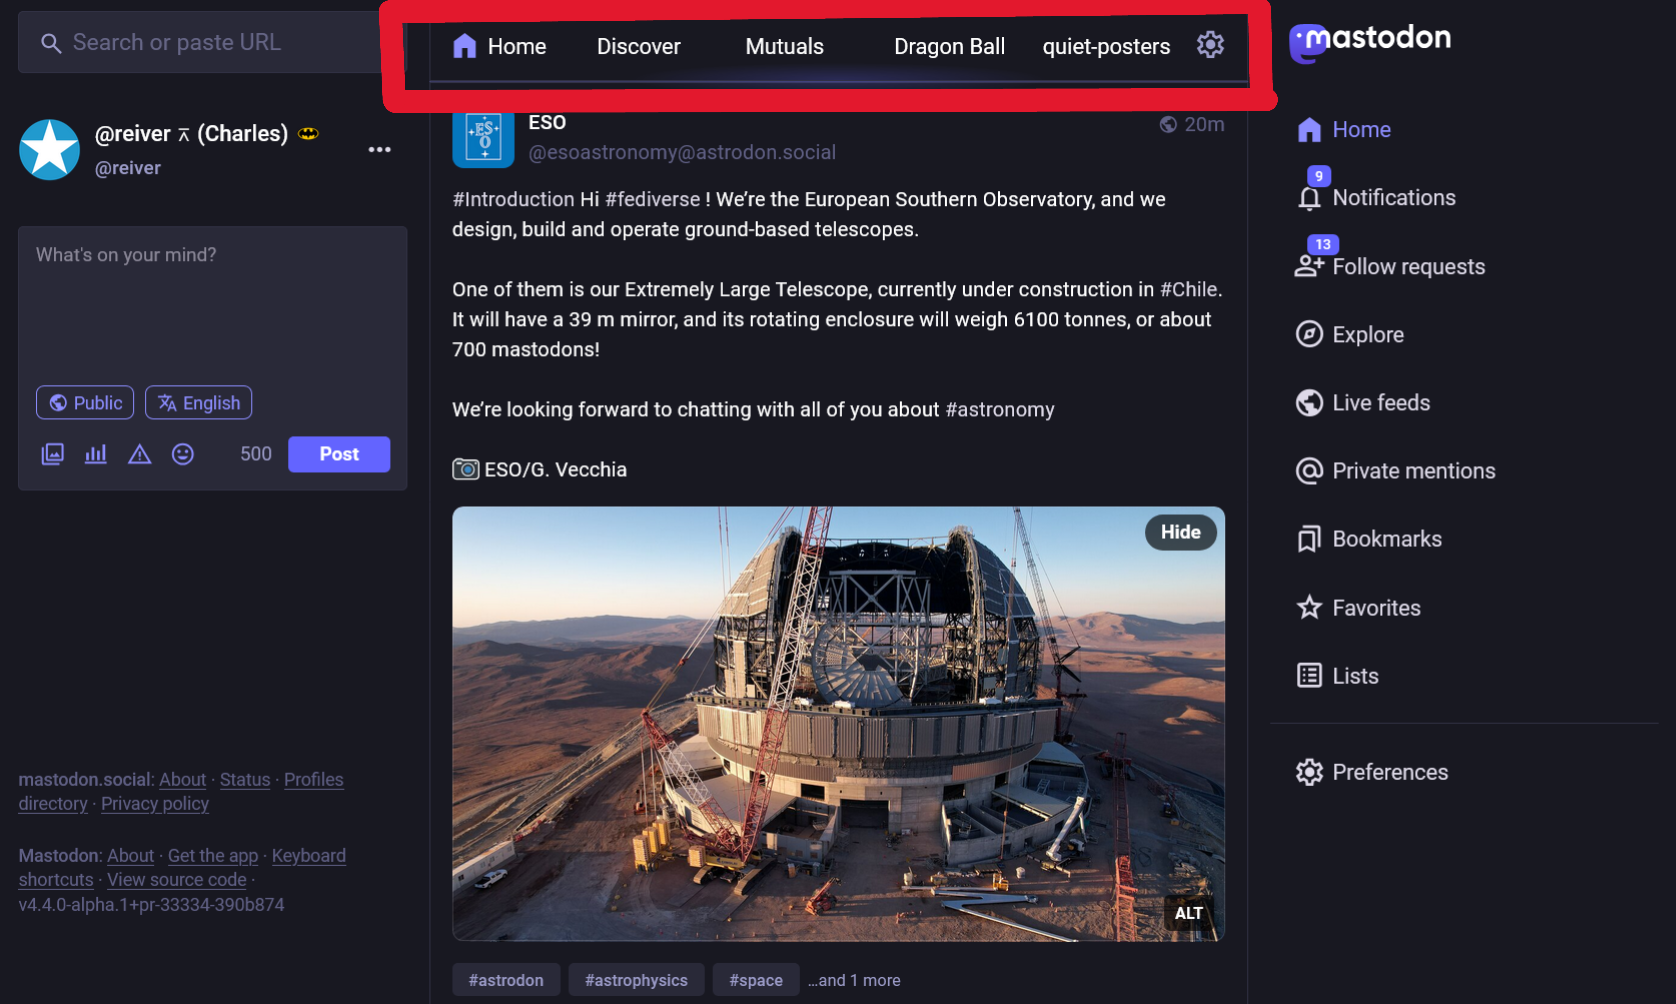 Search or paste URL
Home Discover Mutuals Dragon Ball quiet-posters
mastodon
@reiver ⚻ (Charles)
@reiver
What's on your mind?
Public English
500 Post
mastodon.social: About · Status · Profiles
directory · Privacy policy
Mastodon: About · Get the app · Keyboard
shortcuts · View source code ·
v4.4.0-alpha.1+pr-33334-390b874
ESO
20m
@esoastronomy@astrodon.social
#Introduction Hi #fediverse ! We’re the European Southern Observatory, and we
design, build and operate ground-based telescopes.
One of them is our Extremely Large Telescope, currently under construction in #Chile.
It will have a 39 m mirror, and its rotating enclosure will weigh 6100 tonnes, or about
700 mastodons!
We’re looking forward to chatting with all of you about #astronomy
📷 ESO/G. Vecchia
Hide
ALT
#astrodon #astrophysics #space ...and 1 more
Home
9
Notifications
13
Follow requests
Explore
Live feeds
Private mentions
Bookmarks
Favorites
Lists
Preferences